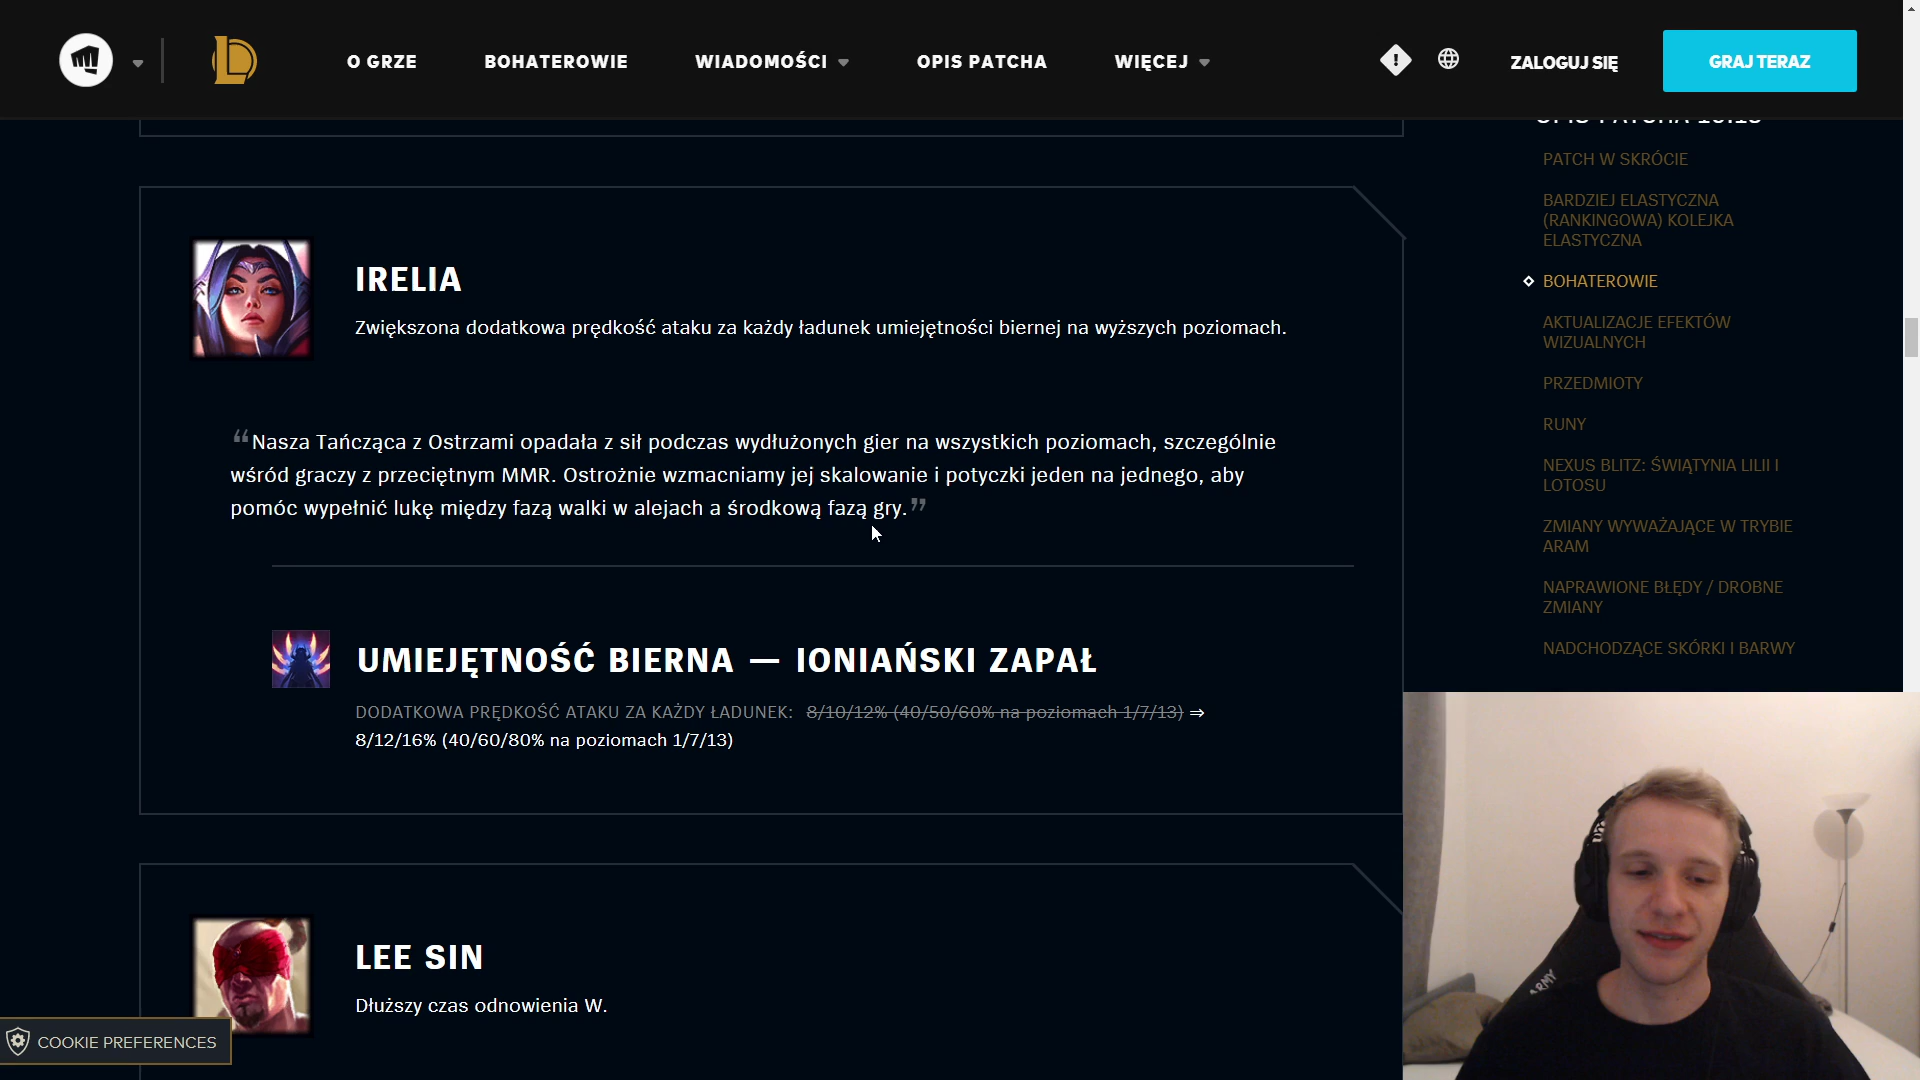 O GRZE
BOHATEROWIE
WIADOMOŚCI
OPIS PATCHA
WIĘCEJ
ZALOGUJ SIĘ
GRAJ TERAZ
IRELIA
Zwiększona dodatkowa prędkość ataku za każdy ładunek umiejętności biernej na wyższych poziomach.
“Nasza Tańcząca z Ostrzami opadała z sił podczas wydłużonych gier na wszystkich poziomach, szczególnie
wśród graczy z przeciętnym MMR. Ostrożnie wzmacniamy jej skalowanie i potyczki jeden na jednego, aby
pomóc wypełnić lukę między fazą walki w alejach a środkową fazą gry.”
UMIEJĘTNOŚĆ BIERNA — IONIAŃSKI ZAPAŁ
DODATKOWA PRĘDKOŚĆ ATAKU ZA KAŻDY ŁADUNEK: 8/10/12% (40/50/60% na poziomach 1/7/13) ⇒
8/12/16% (40/60/80% na poziomach 1/7/13)
LEE SIN
Dłuższy czas odnowienia W.
COOKIE PREFERENCES
OPIS PATCHA
PATCH W SKRÓCIE
BARDZIEJ ELASTYCZNA
(RANKINGOWA) KOLEJKA
ELASTYCZNA
BOHATEROWIE
AKTUALIZACJE EFEKTÓW
WIZUALNYCH
PRZEDMIOTY
RUNY
NEXUS BLITZ: ŚWIĄTYNIA LILII I
LOTOSU
ZMIANY WYWAŻAJĄCE W TRYBIE
ARAM
NAPRAWIONE BŁĘDY / DROBNE
ZMIANY
NADCHODZĄCE SKÓRKI I BARWY